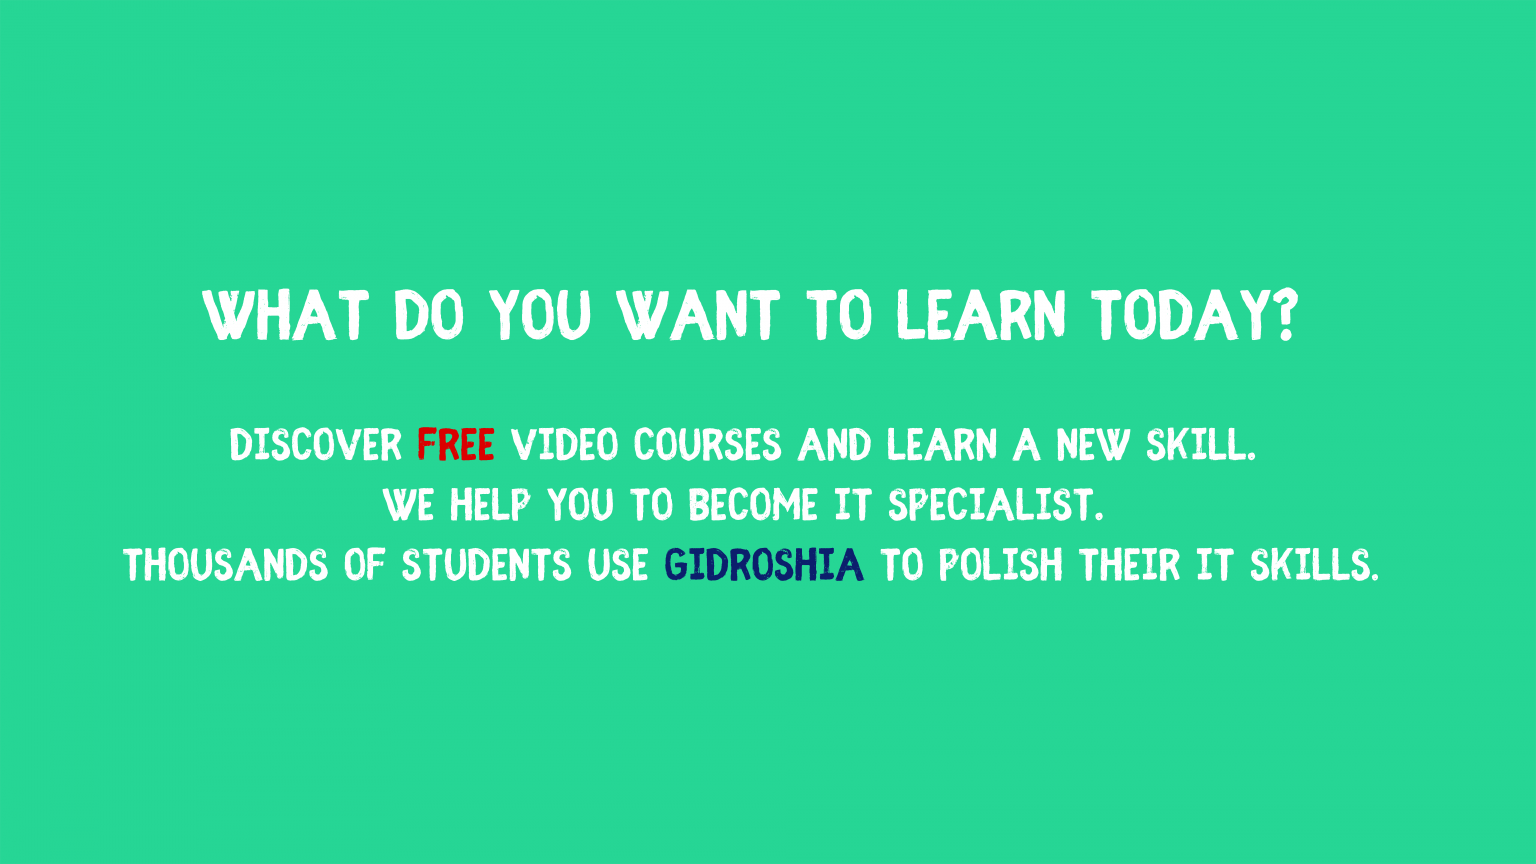 WHAT DO YOU WANT TO LEARN TODAY?
DISCOVER FREE VIDEO COURSES AND LEARN A NEW SKILL.
WE HELP YOU TO BECOME IT SPECIALIST.
THOUSANDS OF STUDENTS USE GIDROSHIA TO POLISH THEIR IT SKILLS.